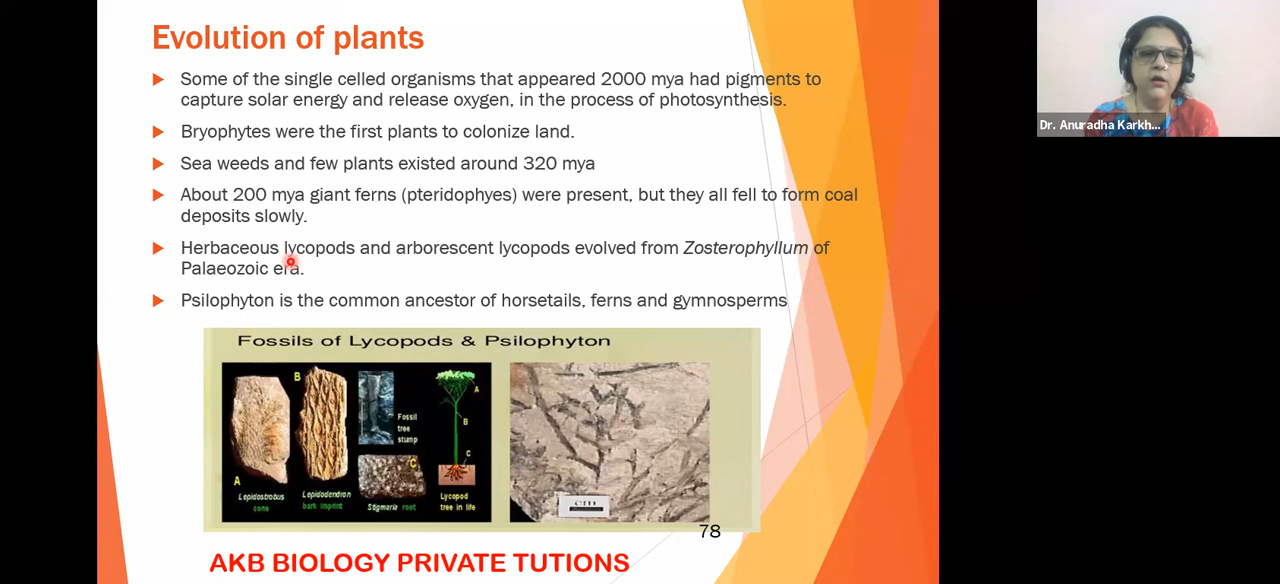 Evolution of plants
Some of the single celled organisms that appeared 2000 mya had pigments to
capture solar energy and release oxygen, in the process of photosynthesis.
Bryophytes were the first plants to colonize land.
Sea weeds and few plants existed around 320 mya
About 200 mya giant ferns (pteridophyes) were present, but they all fell to form coal
deposits slowly.
Herbaceous lycopods and arborescent lycopods evolved from Zosterophyllum of
Palaeozoic era.
Psilophyton is the common ancestor of horsetails, ferns and gymnosperms
Fossils of Lycopods & Psilophyton
A
Lepidostrobus
cone
B
Lepidodendron
bark imprint
Fossil
tree
stump
C
Stigmaria root
A
B
C
Lycopod
tree in life
cm
78
AKB BIOLOGY PRIVATE TUTIONS
Dr. Anuradha Karkh...